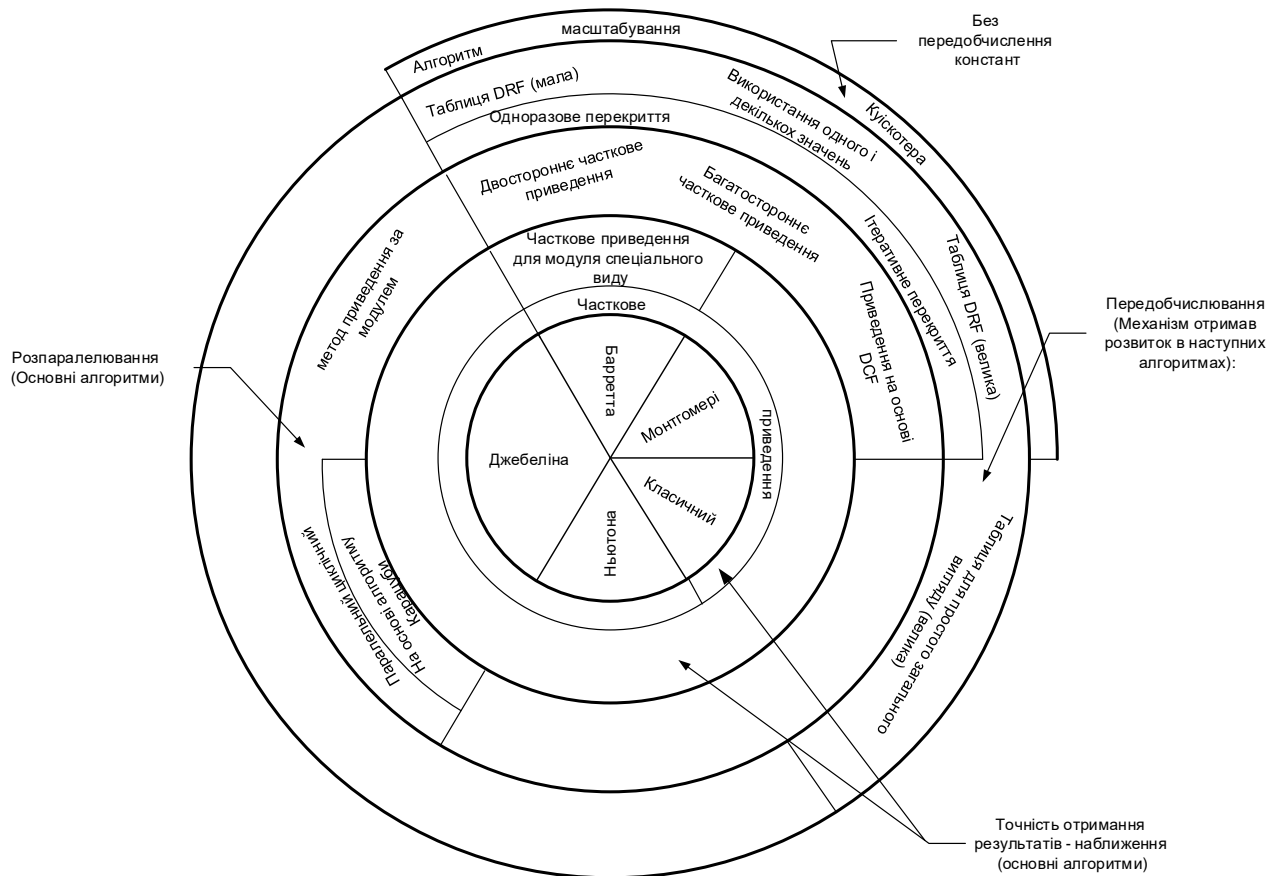 масштабування
Алгоритм
Куіскотера
Без
передобчислення
констант
Таблиця DRF (мала)
Використання одного і
декількох значень
Таблиця DRF (велика)
Одноразове перекриття
Ітеративне перекриття
Двостороннє часткове
приведення
Багатостороннє
часткове приведення
Приведення на основі
DCF
метод приведення за
модулем
Часткове приведення
для модуля спеціального
виду
Часткове
приведення
Барретта
Монтгомері
Класичний
Ньютона
Джебеліна
Розпаралелювання
(Основні алгоритми)
Передобчислювання
(Механізм отримав
розвиток в наступних
алгоритмах):
На основі алгоритму
Карацуби
Паралельний циклічний
Таблиця для простого загального
вигляду (велика)
Точність отримання
результатів - наближення
(основні алгоритми)